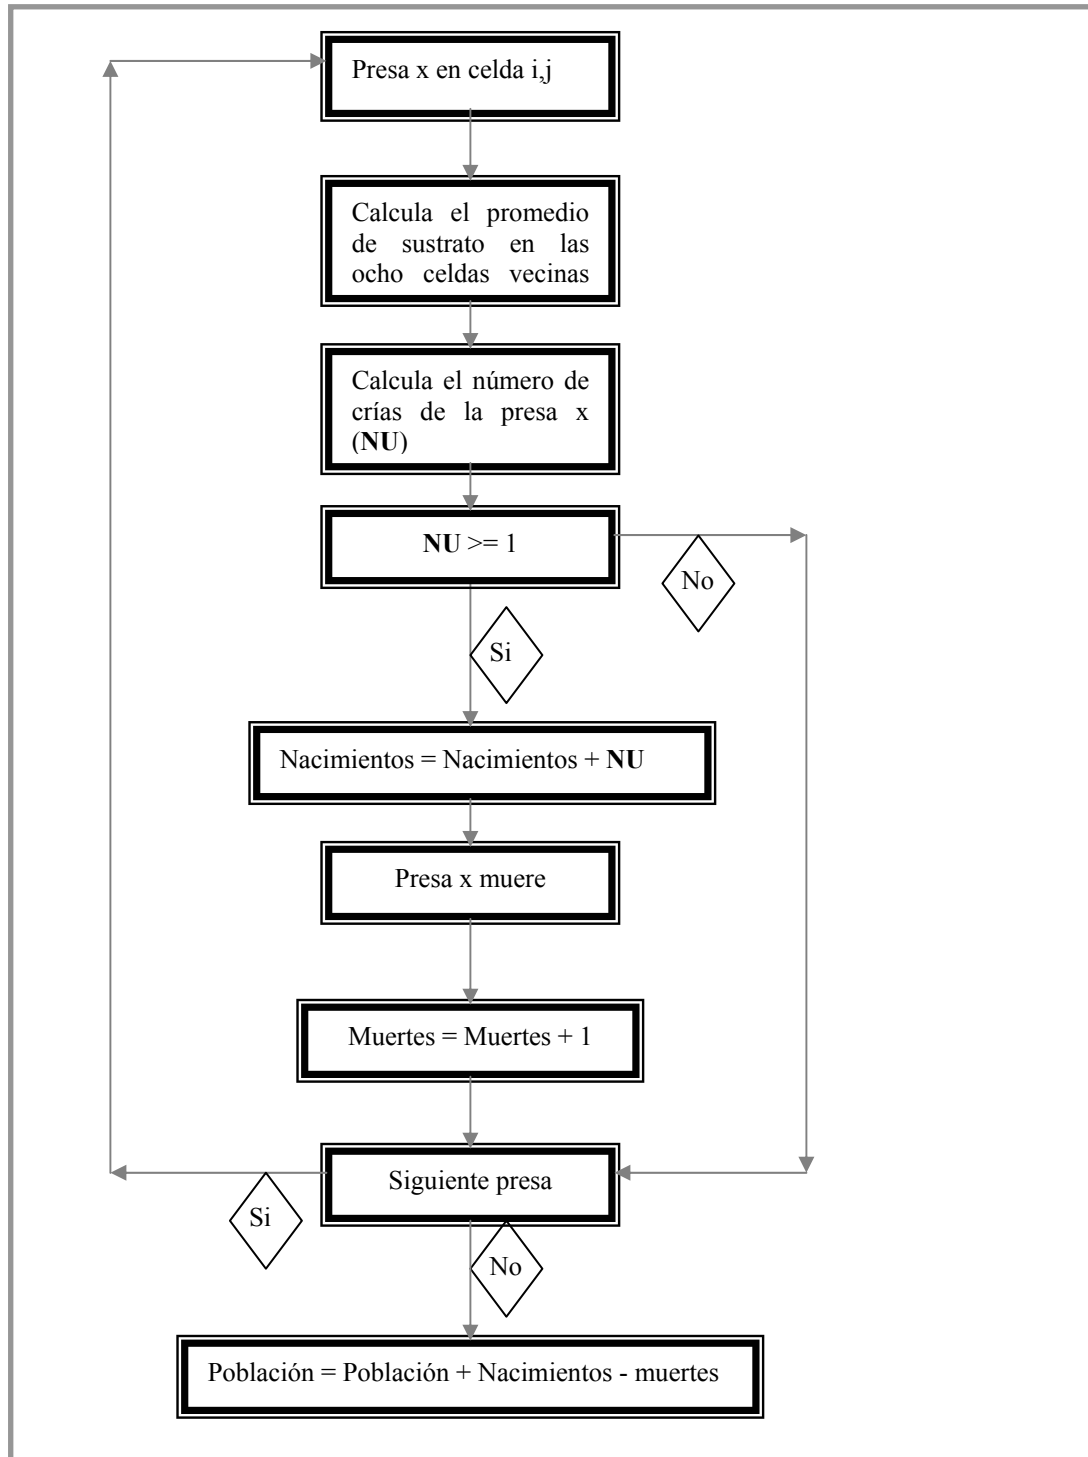 Presa x en celda i,j
Calcula el promedio
de sustrato en las
ocho celdas vecinas
Calcula el número de
crías de la presa x
(NU)
NU >= 1
No
Si
Nacimientos = Nacimientos + NU
Presa x muere
Muertes = Muertes + 1
Siguiente presa
Si
No
Población = Población + Nacimientos - muertes